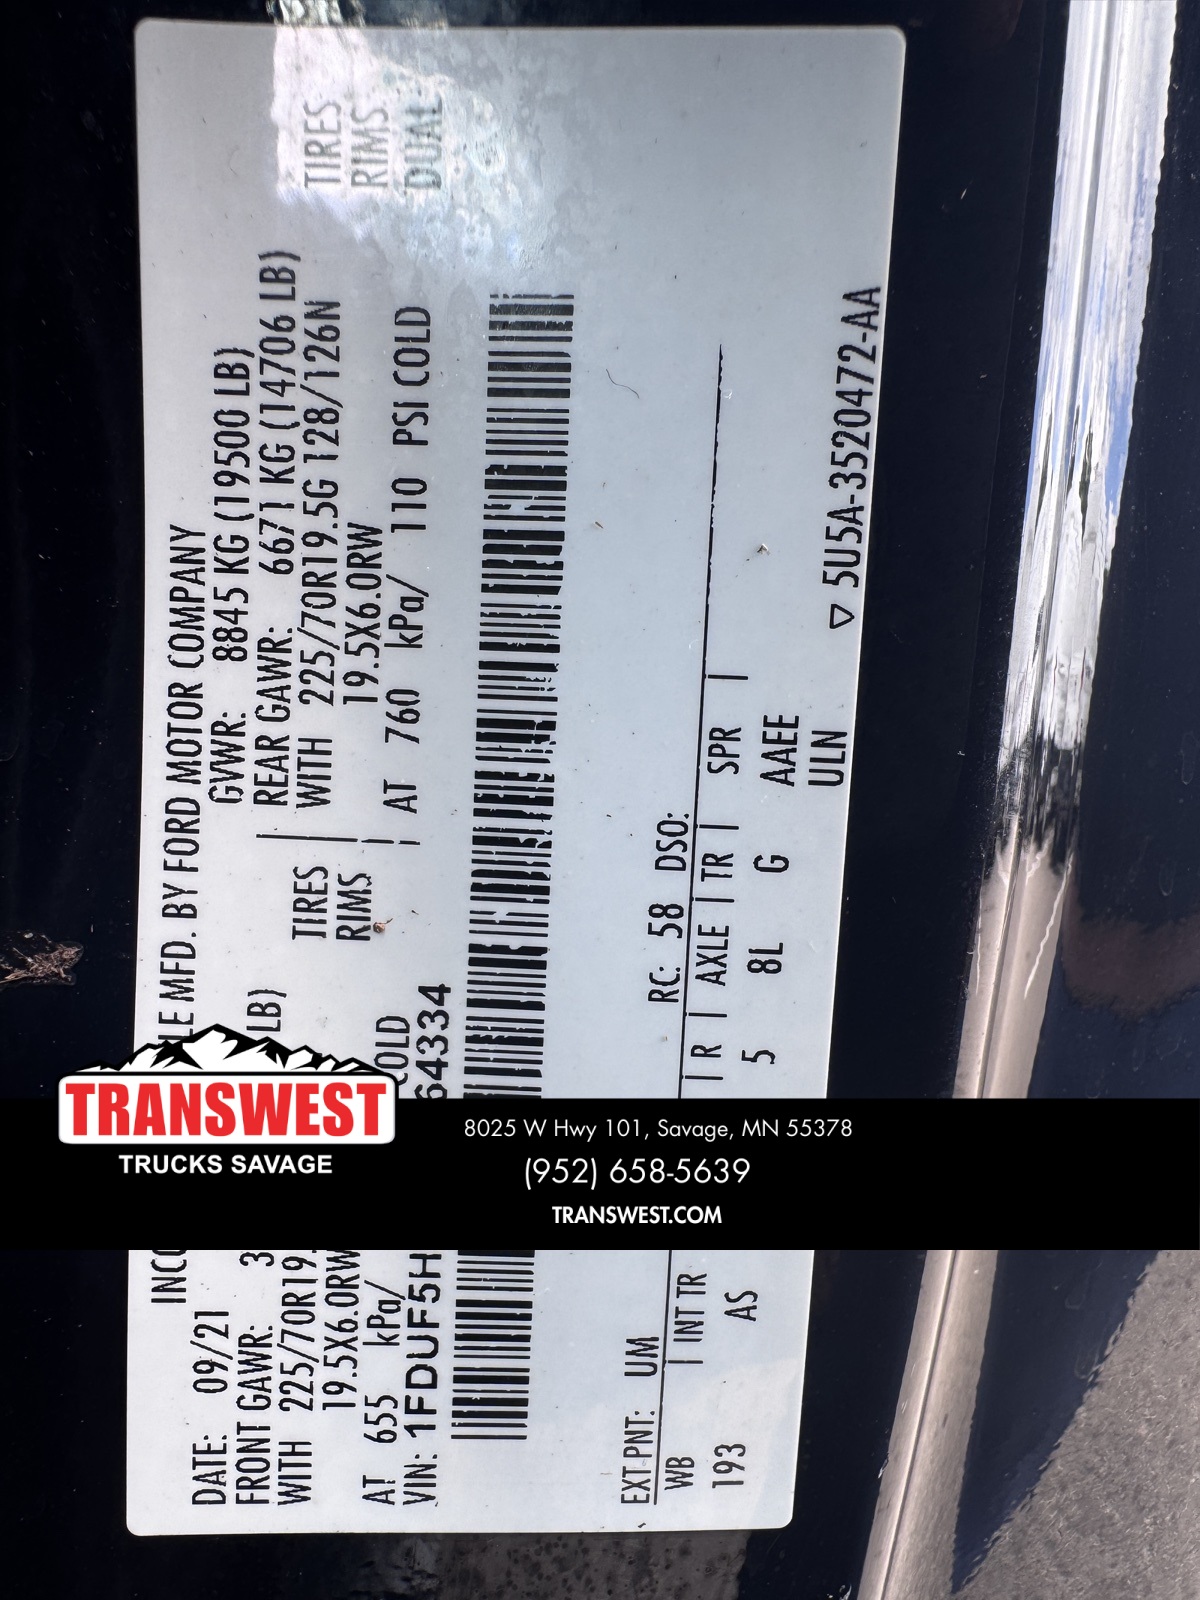 INCO
LE MFD. BY FORD MOTOR COMPANY
DATE: 09/21
GVWR: 8845 KG (19500 LB)
FRONT GAWR: 3
LB)
REAR GAWR: 6671 KG (14706 LB)
WITH 225/70R19.
TIRES
WITH 225/70R19.5G 128/126N
TIRES
19.5X6.0RW
RIMS
19.5X6.0RW
RIMS
AT 655 kPa/
COLD
AT 760 kPa/ 110 PSI COLD
DUAL
VIN: 1FDUF5H
64334
EXT PNT: UM
RC: 58 DSO:
WB | INT TR
| R | AXLE | TR | SPR |
193 AS
5 8L G AAEE
ULN
▽ 5U5A-3520472-AA
TRANSWEST
TRUCKS SAVAGE
8025 W Hwy 101, Savage, MN 55378
(952) 658-5639
TRANSWEST.COM